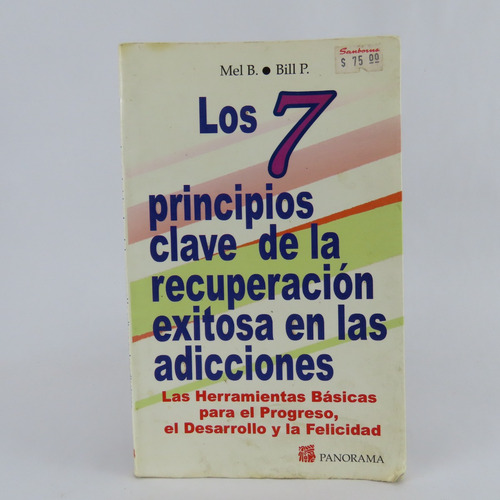 Mel B. ● Bill P.
Sanborns
$ 75 00
Los 7
principios
clave de la
recuperación
exitosa en las
adicciones
Las Herramientas Básicas
para el Progreso,
el Desarrollo y la Felicidad
PANORAMA